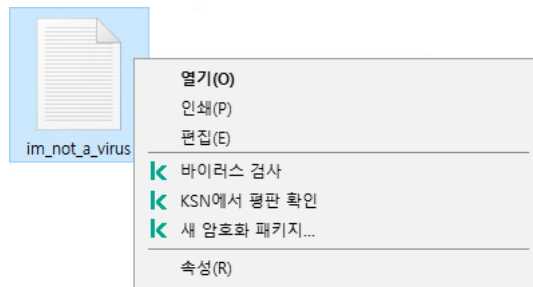 im_not_a_virus
열기(O)
인쇄(P)
편집(E)
바이러스 검사
KSN에서 평판 확인
새 암호화 패키지...
속성(R)